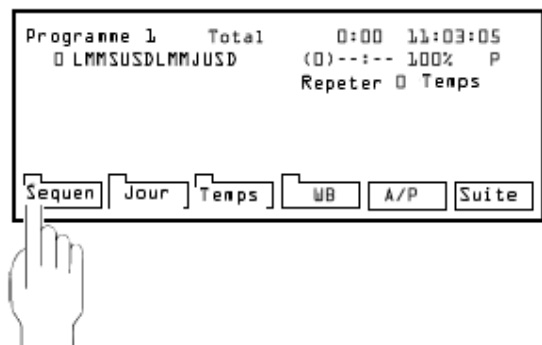 Programme 1 Total 0:00 11:03:05
0 LMMSUSDLMMJUSD (0)--:-- 100% P
Repeter 0 Temps
Sequen Jour Temps WB A/P Suite